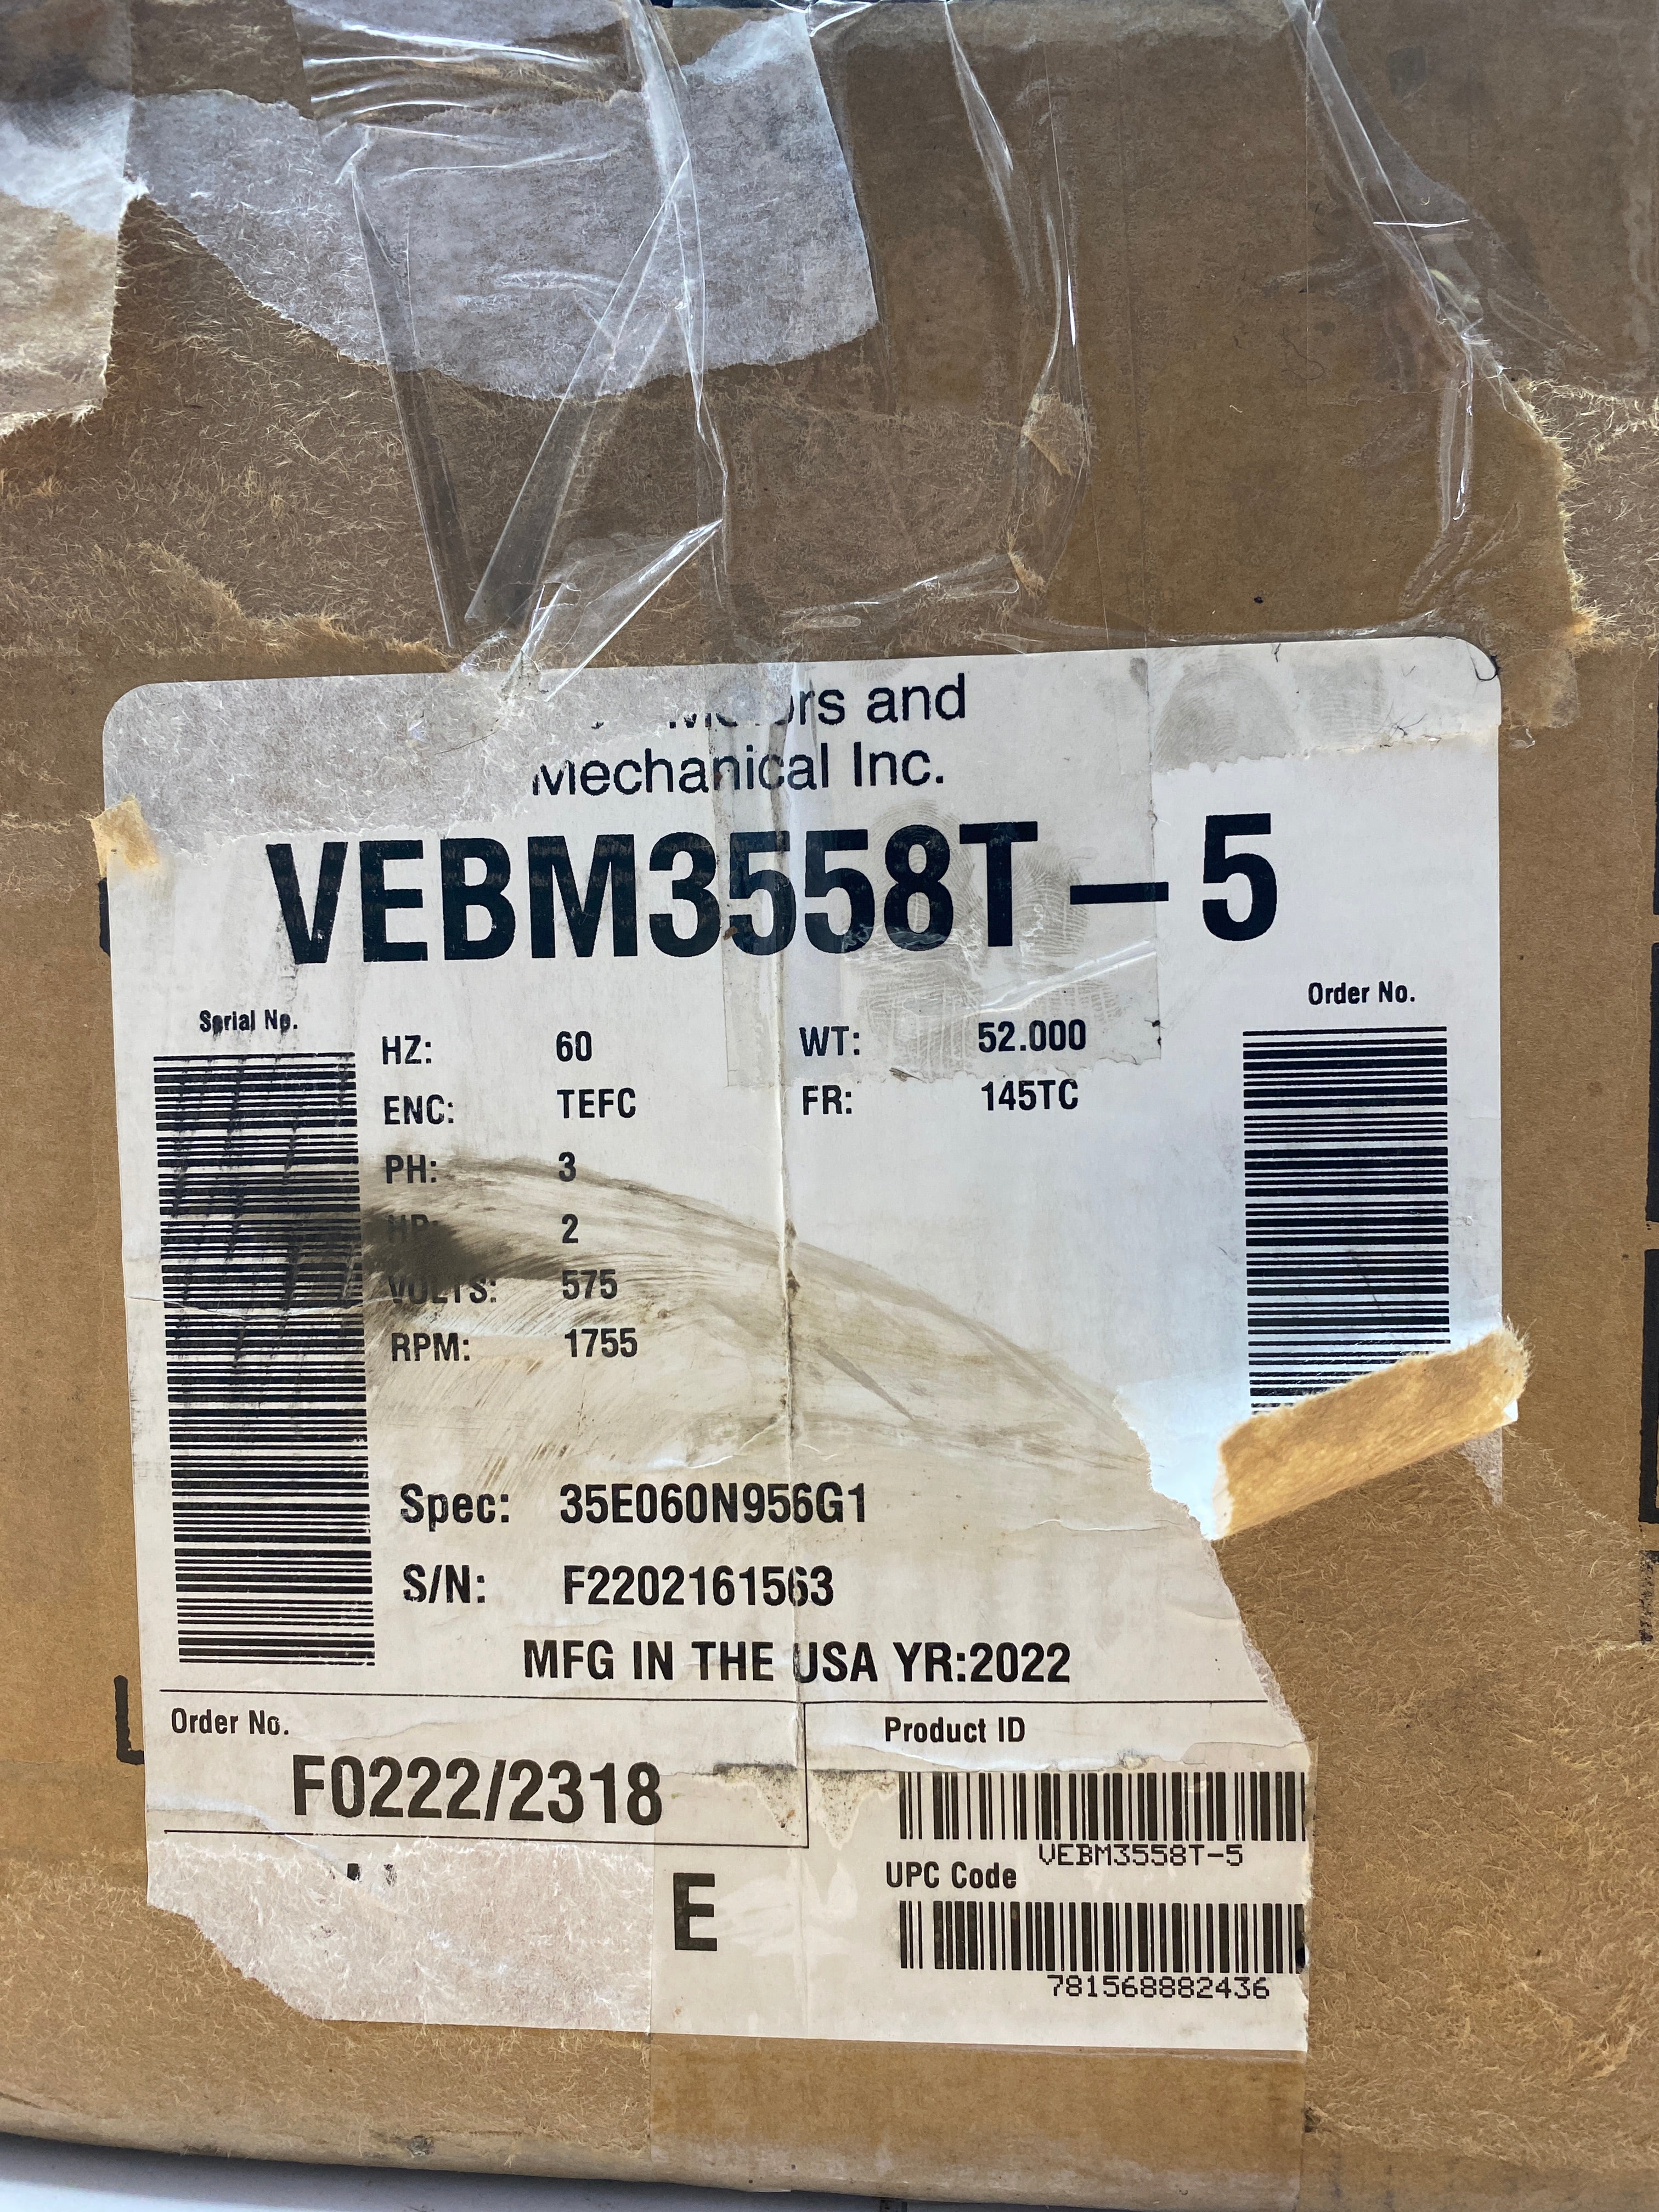 Motors and
Mechanical Inc.
VEBM3558T-5
Serial No.
Order No.
HZ: 60 WT: 52.000
ENC: TEFC FR: 145TC
PH: 3
HP: 2
VOLTS: 575
RPM: 1755
Spec: 35E060N956G1
S/N: F2202161563
MFG IN THE USA YR:2022
Order No.
F0222/2318
Product ID
VEBM3558T-5
UPC Code
781568882436
E